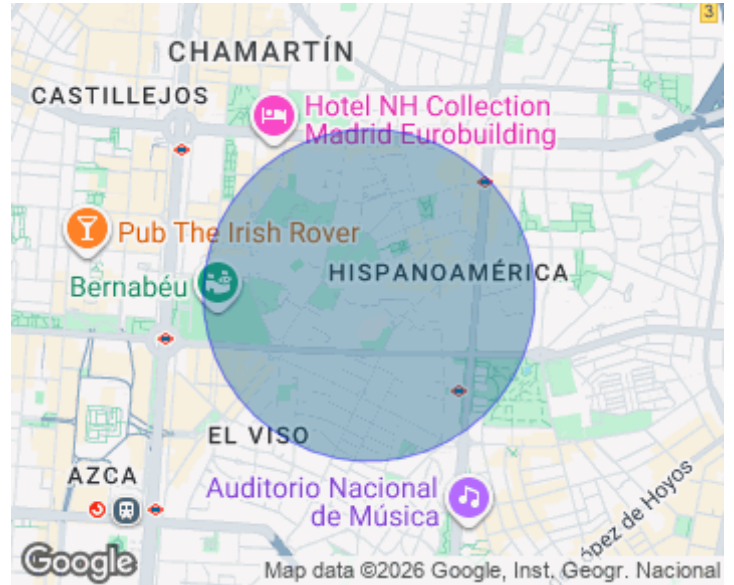 3
CHAMARTÍN
CASTILLEJOS
Hotel NH Collection
Madrid Eurobuilding
Pub The Irish Rover
HISPANOAMÉRICA
Bernabéu
EL VISO
AZCA
Auditorio Nacional
de Música
ópez de Hoyos
Google
Map data ©2026 Google, Inst. Geogr. Nacional